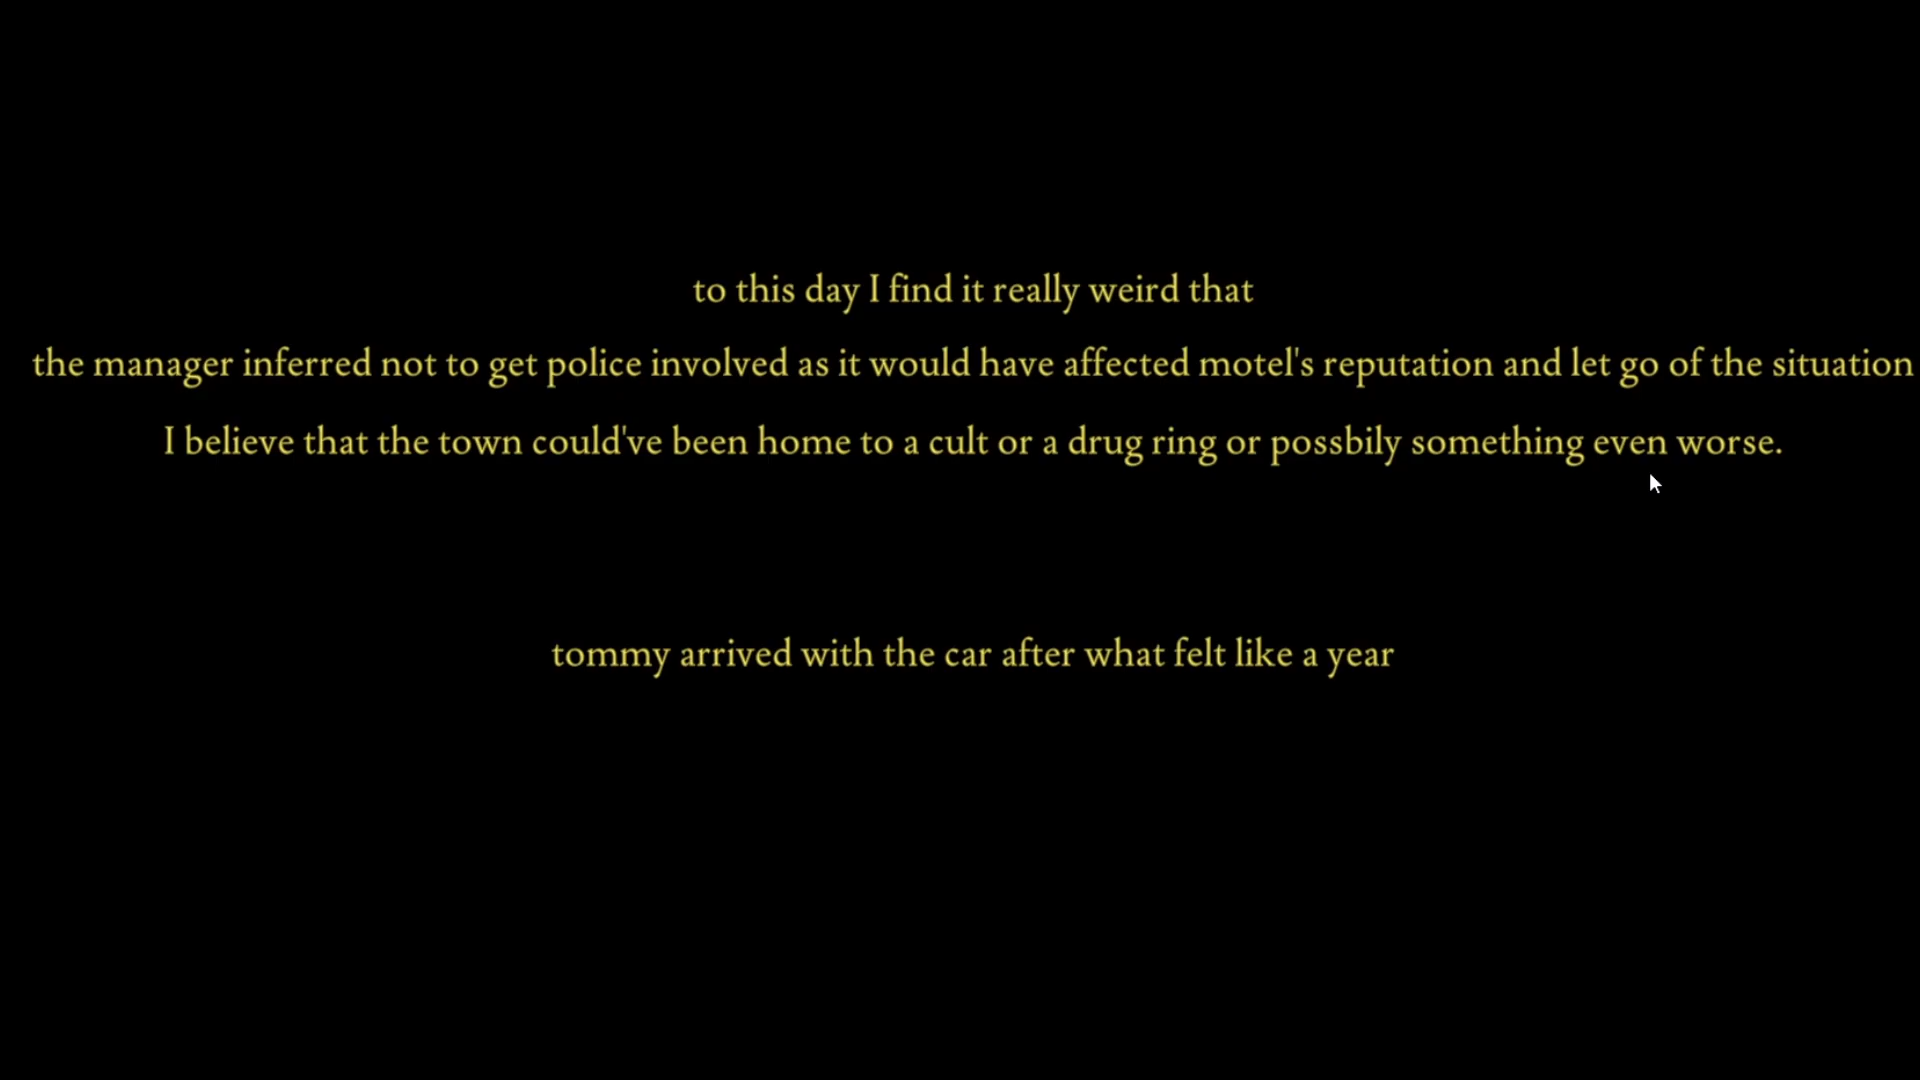 to this day I find it really weird that
the manager inferred not to get police involved as it would have affected motel's reputation and let go of the situation
I believe that the town could've been home to a cult or a drug ring or possbily something even worse.
tommy arrived with the car after what felt like a year